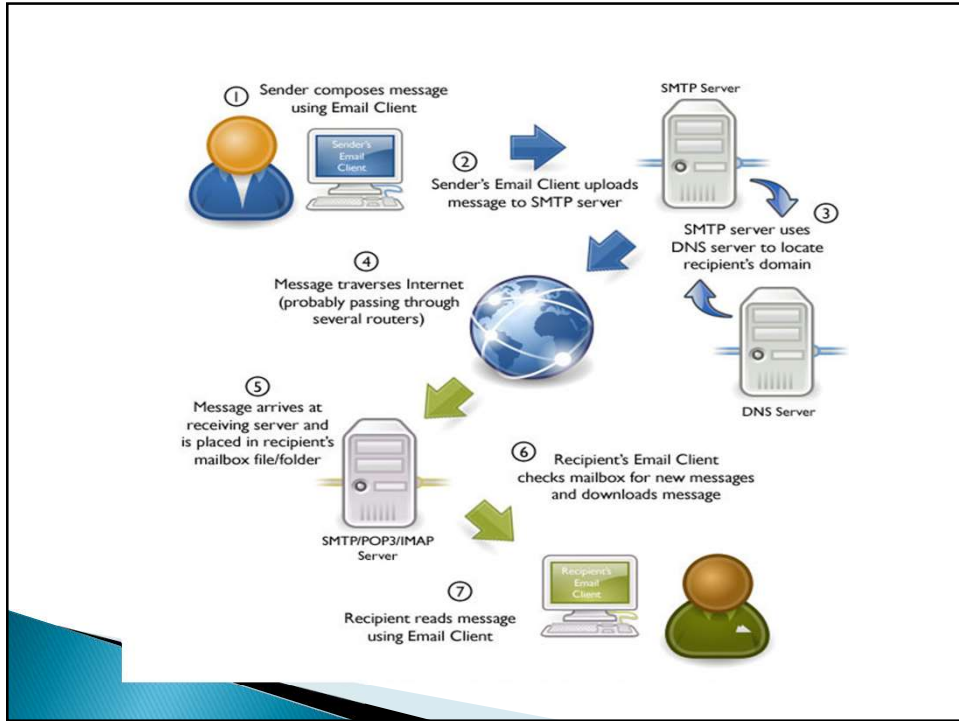 ① Sender composes message
using Email Client
Sender's
Email
Client
②
Sender's Email Client uploads
message to SMTP server
SMTP Server
③
SMTP server uses
DNS server to locate
recipient's domain
DNS Server
④
Message traverses Internet
(probably passing through
several routers)
⑤
Message arrives at
receiving server and
is placed in recipient's
mailbox file/folder
SMTP/POP3/IMAP
Server
⑥ Recipient's Email Client
checks mailbox for new messages
and downloads message
⑦
Recipient reads message
using Email Client
Recipient's
Email
Client